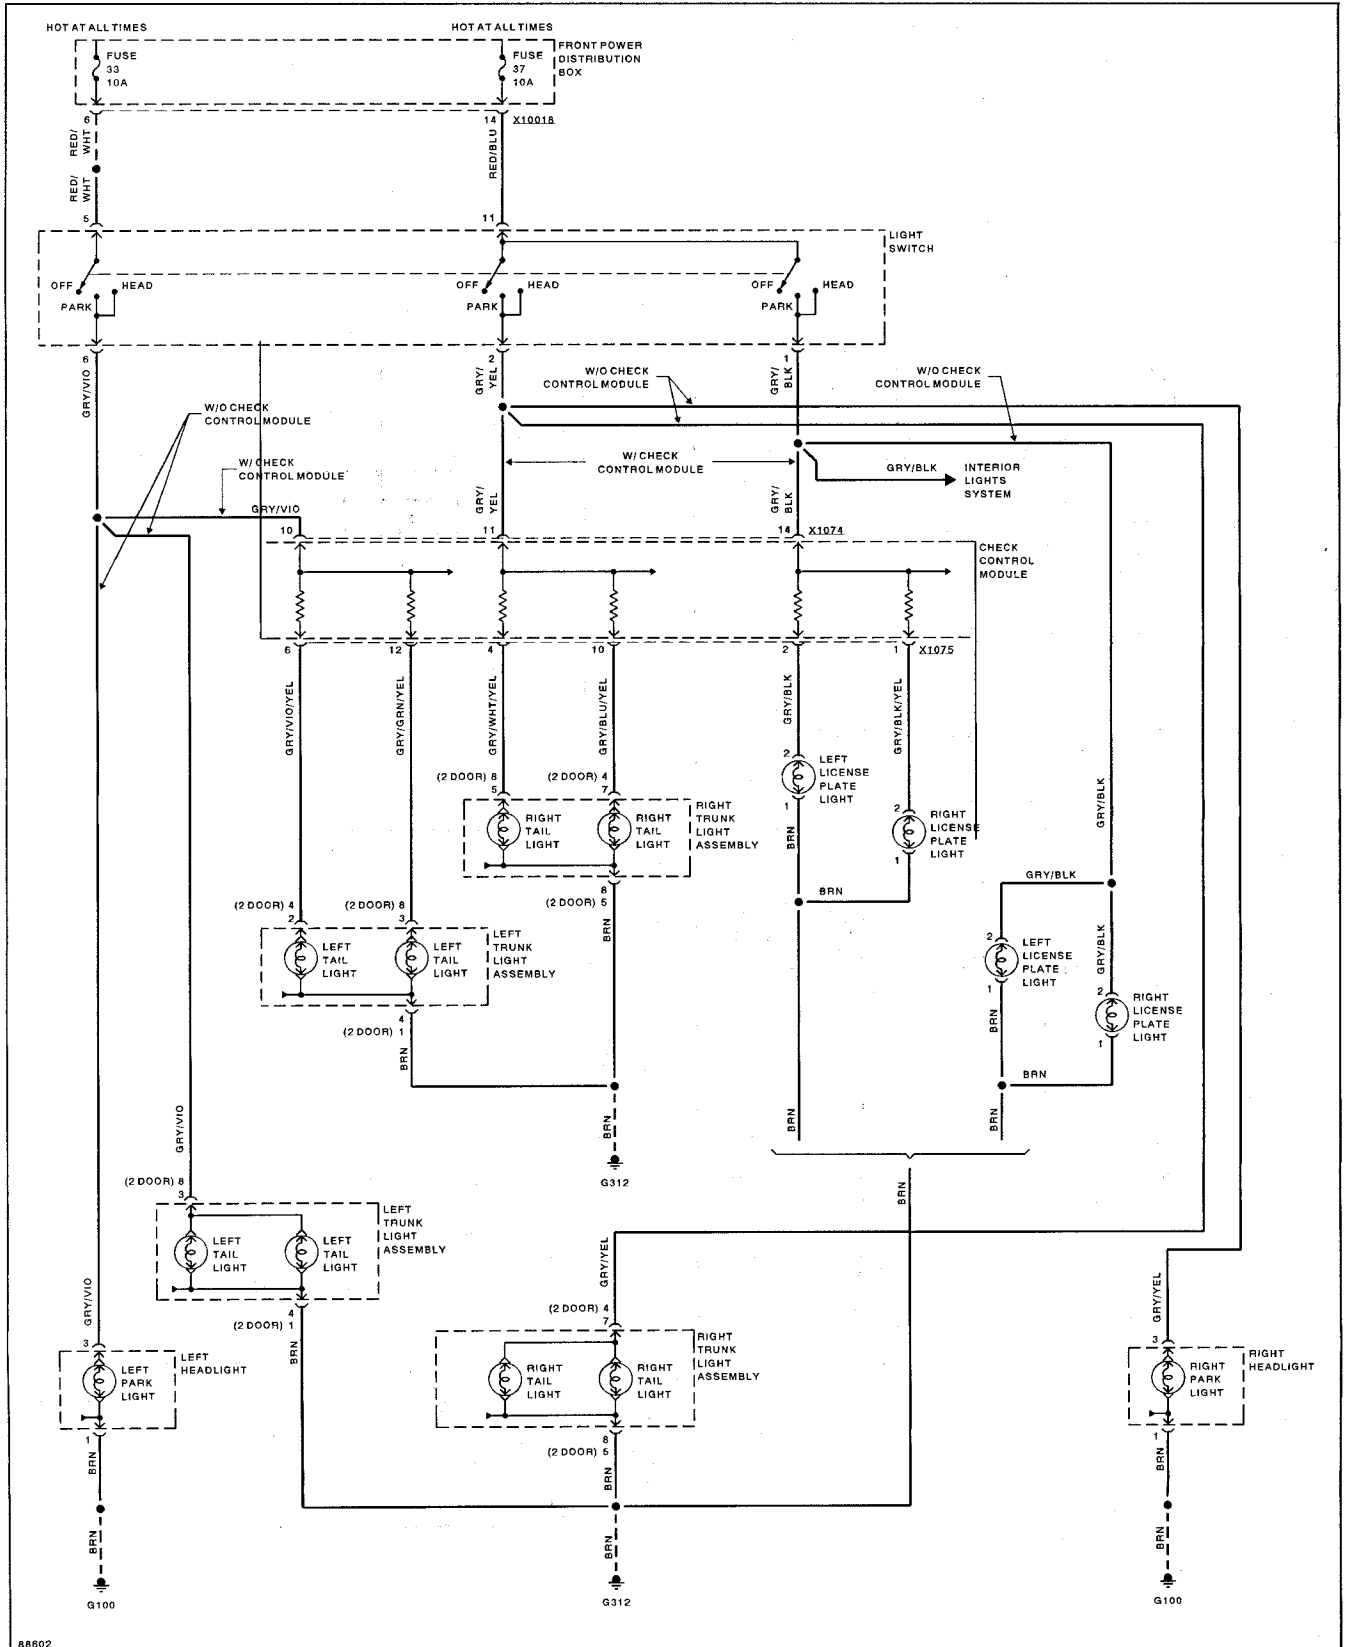 HOT AT ALL TIMES
HOT AT ALL TIMES
FUSE
33
10A
FUSE
37
10A
FRONT POWER
DISTRIBUTION
BOX
6
14
X10018
RED/
WHT
RED/BLU
RED/
WHT
5
11
LIGHT
SWITCH
OFF
HEAD
PARK
OFF
HEAD
PARK
OFF
HEAD
PARK
6
2
1
GRY/VIO
GRY/
YEL
GRY/
BLK
W/O CHECK
CONTROL MODULE
W/O CHECK
CONTROL MODULE
W/O CHECK
CONTROL MODULE
W/ CHECK
CONTROL MODULE
W/ CHECK
CONTROL MODULE
GRY/BLK
INTERIOR
LIGHTS
SYSTEM
GRY/VIO
GRY/
YEL
GRY/
BLK
10
11
14
X1074
CHECK
CONTROL
MODULE
6
12
4
10
2
1
X1075
GRY/VIO/YEL
GRY/GRN/YEL
GRY/WHT/YEL
GRY/BLU/YEL
GRY/BLK
GRY/BLK/YEL
2
LEFT
LICENSE
PLATE
LIGHT
1
BRN
(2 DOOR) 8
5
(2 DOOR) 4
7
RIGHT
TAIL
LIGHT
RIGHT
TAIL
LIGHT
RIGHT
TRUNK
LIGHT
ASSEMBLY
2
RIGHT
LICENSE
PLATE
LIGHT
1
GRY/BLK
8
(2 DOOR) 5
BRN
BRN
GRY/BLK
(2 DOOR) 4
2
(2 DOOR) 8
3
LEFT
TAIL
LIGHT
LEFT
TAIL
LIGHT
LEFT
TRUNK
LIGHT
ASSEMBLY
4
(2 DOOR) 1
BRN
2
LEFT
LICENSE
PLATE
LIGHT
1
BRN
GRY/BLK
2
RIGHT
LICENSE
PLATE
LIGHT
1
BRN
GRY/VIO
BRN
BRN
BRN
G312
BRN
(2 DOOR) 8
3
LEFT
TAIL
LIGHT
LEFT
TAIL
LIGHT
LEFT
TRUNK
LIGHT
ASSEMBLY
4
(2 DOOR) 1
BRN
GRY/VIO
GRY/YEL
GRY/YEL
3
LEFT
PARK
LIGHT
LEFT
HEADLIGHT
1
BRN
(2 DOOR) 4
7
RIGHT
TAIL
LIGHT
RIGHT
TAIL
LIGHT
RIGHT
TRUNK
LIGHT
ASSEMBLY
8
(2 DOOR) 5
BRN
3
RIGHT
PARK
LIGHT
RIGHT
HEADLIGHT
1
BRN
BRN
BRN
BRN
G100
G312
G100
88602